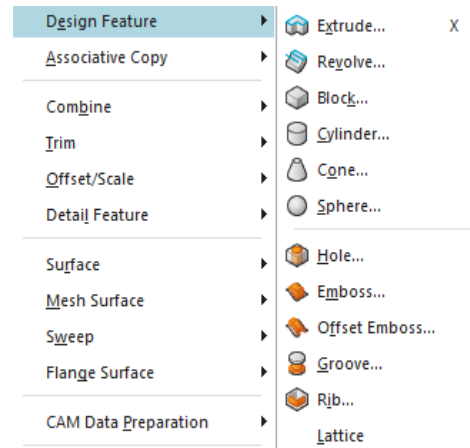 Design Feature
Associative Copy
Combine
Trim
Offset/Scale
Detail Feature
Surface
Mesh Surface
Sweep
Flange Surface
CAM Data Preparation
Extrude... X
Revolve...
Block...
Cylinder...
Cone...
Sphere...
Hole...
Emboss...
Offset Emboss...
Groove...
Rib...
Lattice